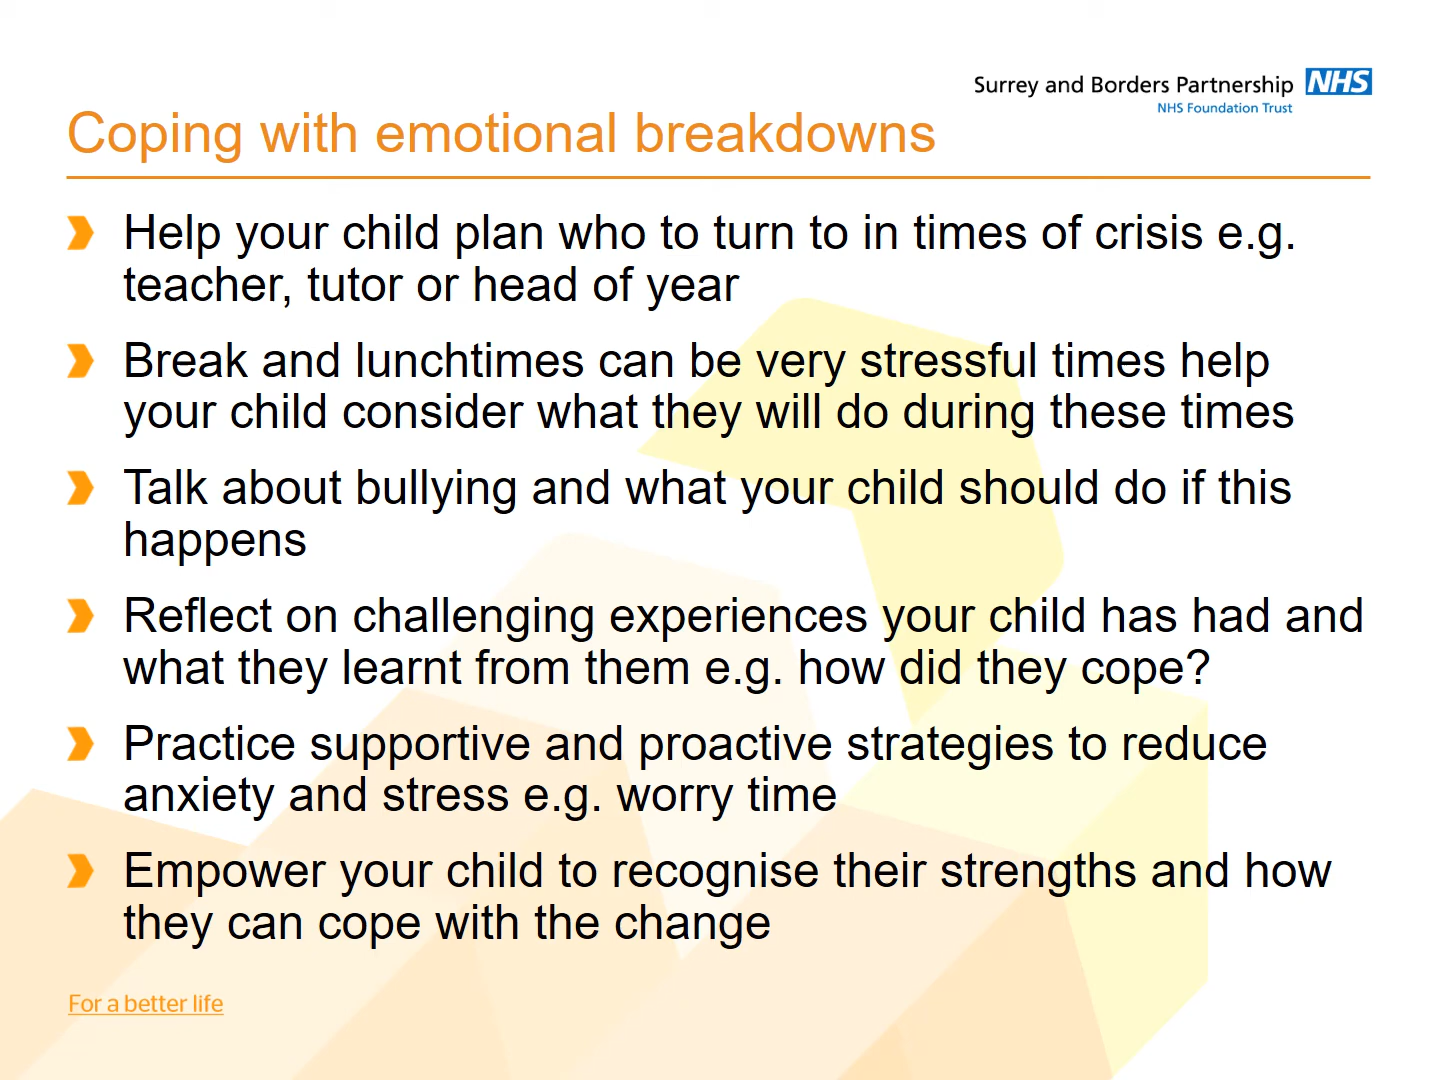 Surrey and Borders Partnership NHS
NHS Foundation Trust
Coping with emotional breakdowns
Help your child plan who to turn to in times of crisis e.g.
teacher, tutor or head of year
Break and lunchtimes can be very stressful times help
your child consider what they will do during these times
Talk about bullying and what your child should do if this
happens
Reflect on challenging experiences your child has had and
what they learnt from them e.g. how did they cope?
Practice supportive and proactive strategies to reduce
anxiety and stress e.g. worry time
Empower your child to recognise their strengths and how
they can cope with the change
For a better life